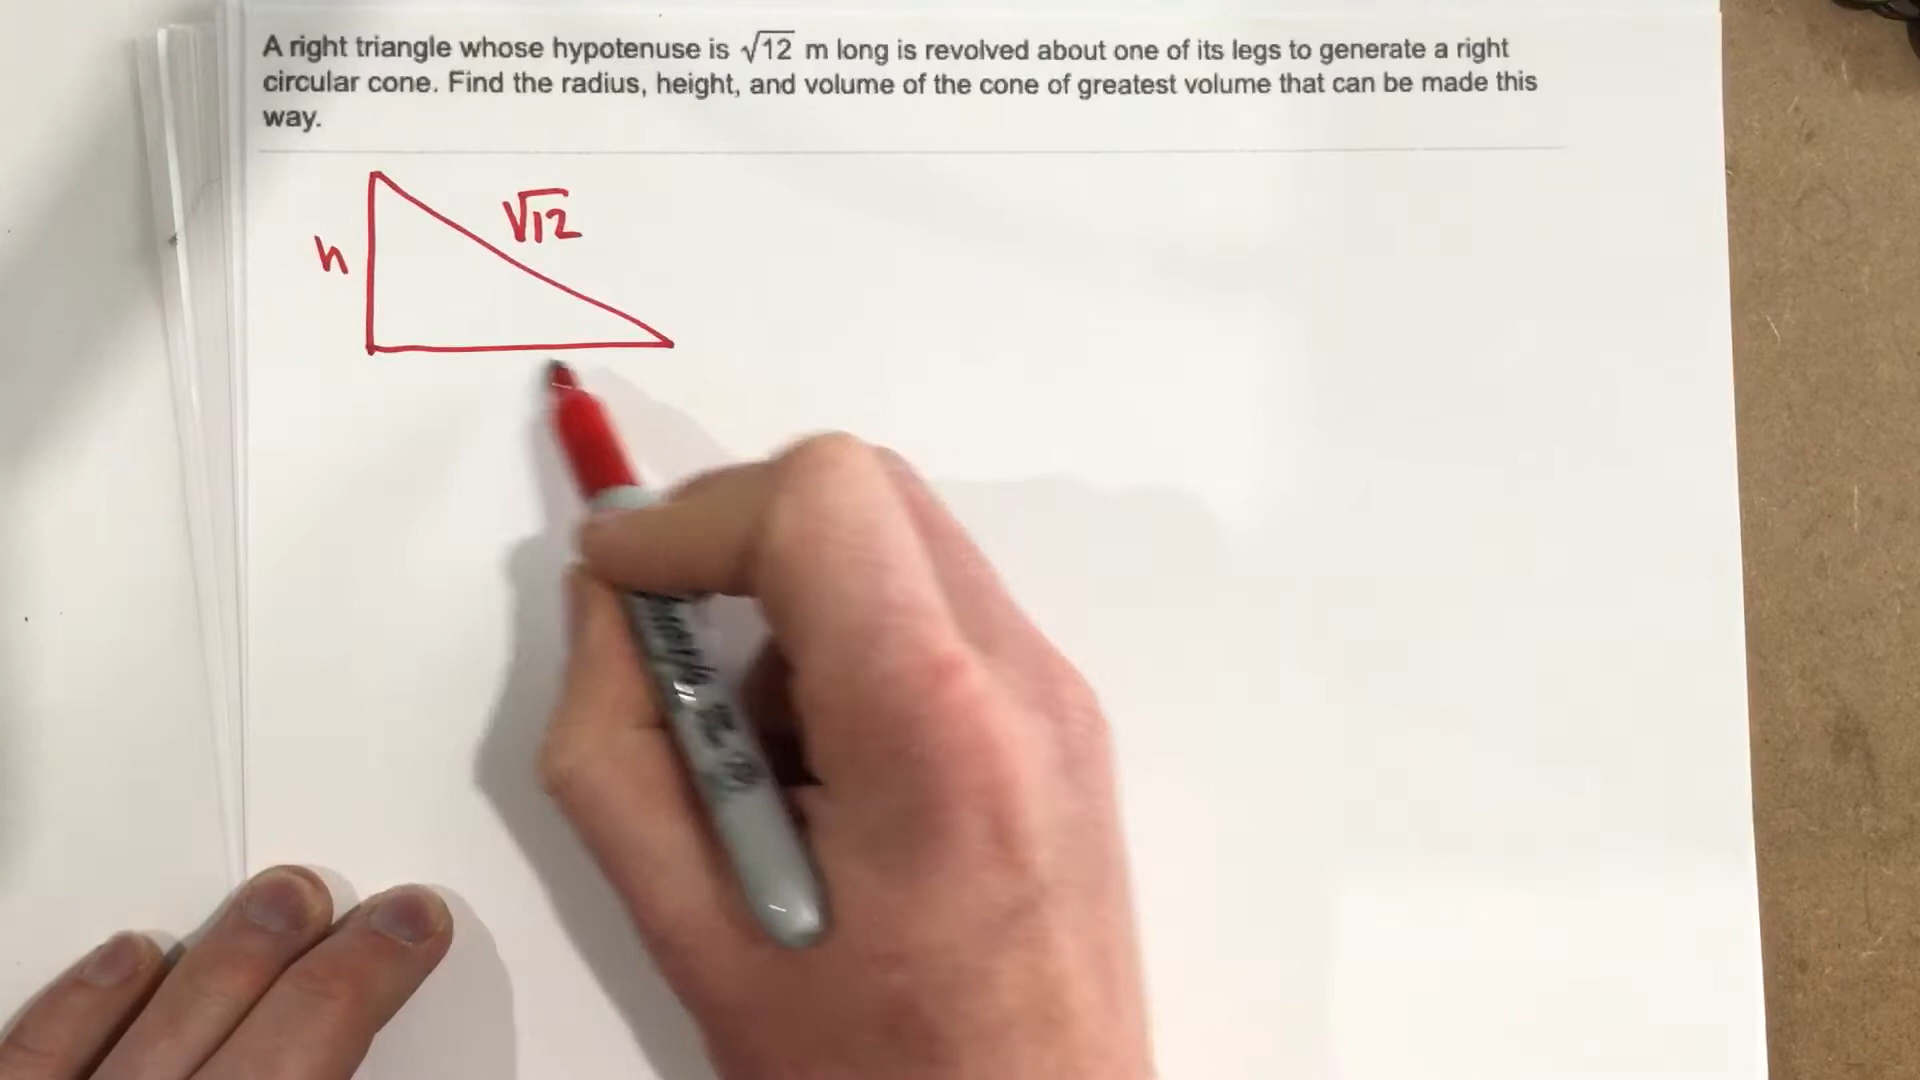 A right triangle whose hypotenuse is √12 m long is revolved about one of its legs to generate a right
circular cone. Find the radius, height, and volume of the cone of greatest volume that can be made this
way.
√12
h